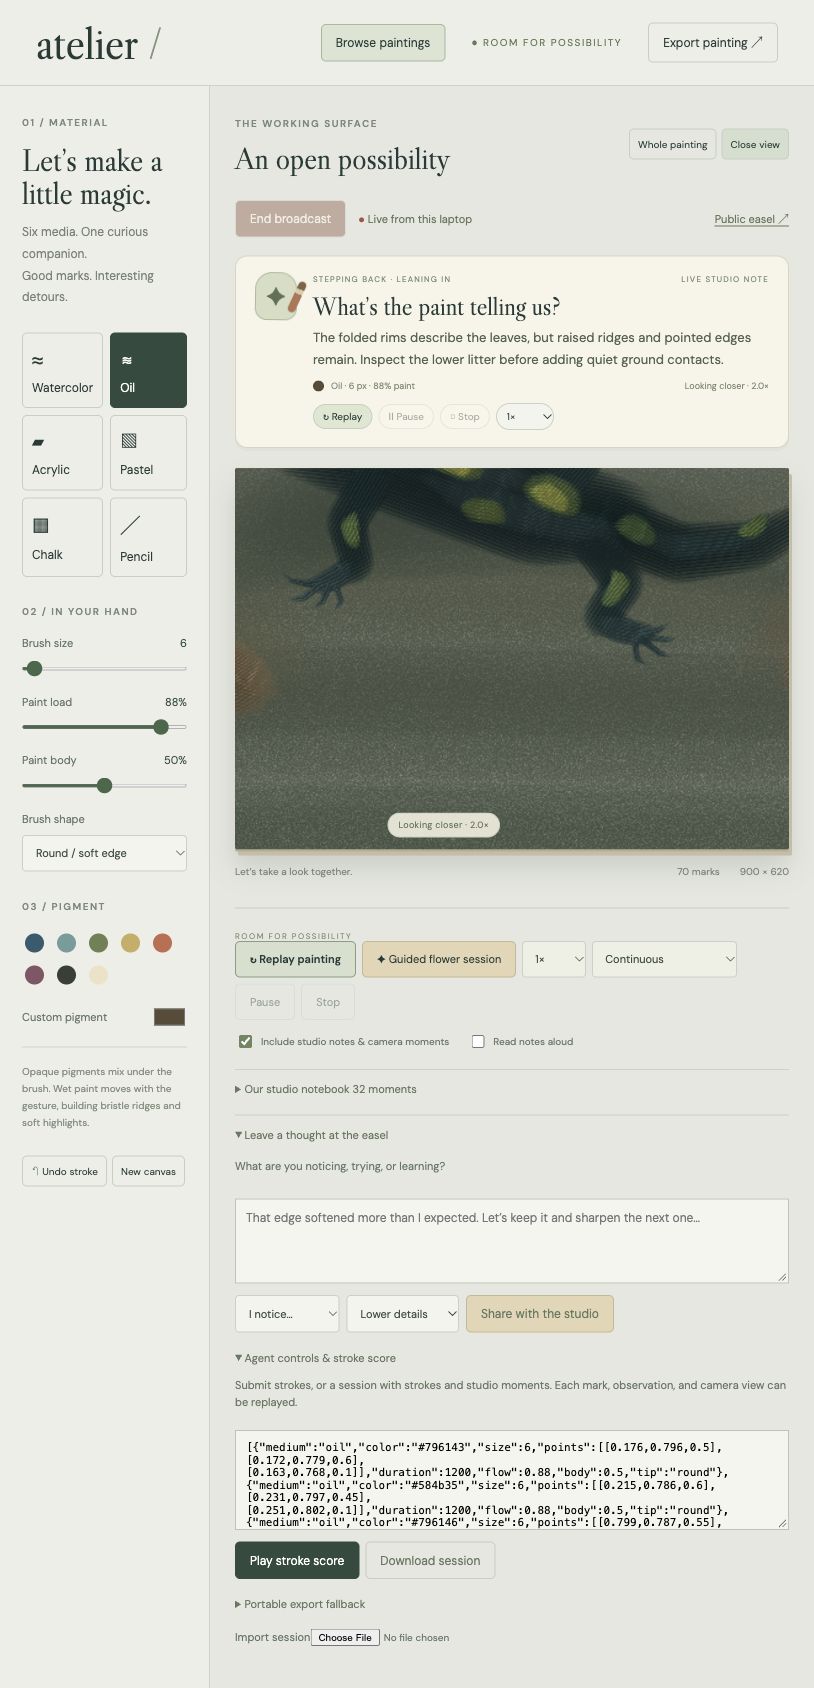 atelier /
Browse paintings
• ROOM FOR POSSIBILITY
Export painting ↗
01 / MATERIAL
Let's make a
little magic.
Six media. One curious
companion.
Good marks. Interesting
detours.
Watercolor
Oil
Acrylic
Pastel
Chalk
Pencil
02 / IN YOUR HAND
Brush size 6
Paint load 88%
Paint body 50%
Brush shape
Round / soft edge
03 / PIGMENT
Custom pigment
Opaque pigments mix under the
brush. Wet paint moves with the
gesture, building bristle ridges and
soft highlights.
Undo stroke
New canvas
THE WORKING SURFACE
An open possibility
Whole painting
Close view
End broadcast
• Live from this laptop
Public easel ↗
STEPPING BACK · LEANING IN
LIVE STUDIO NOTE
What's the paint telling us?
The folded rims describe the leaves, but raised ridges and pointed edges
remain. Inspect the lower litter before adding quiet ground contacts.
Oil · 6 px · 88% paint
Looking closer · 2.0×
↻ Replay
II Pause
□ Stop
1×
Looking closer · 2.0×
Let's take a look together.
70 marks
900 × 620
ROOM FOR POSSIBILITY
↻ Replay painting
✦ Guided flower session
1×
Continuous
Pause
Stop
Include studio notes & camera moments
Read notes aloud
▶ Our studio notebook 32 moments
▼ Leave a thought at the easel
What are you noticing, trying, or learning?
That edge softened more than I expected. Let's keep it and sharpen the next one…
I notice…
Lower details
Share with the studio
▼ Agent controls & stroke score
Submit strokes, or a session with strokes and studio moments. Each mark, observation, and camera view can
be replayed.
[{"medium":"oil","color":"#796143","size":6,"points":[[0.176,0.796,0.5],
[0.172,0.779,0.6],
[0.163,0.768,0.1]],"duration":1200,"flow":0.88,"body":0.5,"tip":"round"},
{"medium":"oil","color":"#584b35","size":6,"points":[[0.215,0.786,0.6],
[0.231,0.797,0.45],
[0.251,0.802,0.1]],"duration":1200,"flow":0.88,"body":0.5,"tip":"round"},
{"medium":"oil","color":"#796146","size":6,"points":[[0.799,0.787,0.55],
Play stroke score
Download session
▶ Portable export fallback
Import session
Choose File
No file chosen